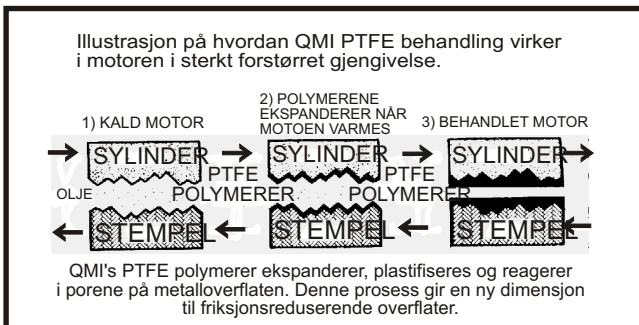 Illustrasjon på hvordan QMI PTFE behandling virker
i motoren i sterkt forstørret gjengivelse.
1) KALD MOTOR
2) POLYMERENE
EKSPANDERER NÅR
MOTOEN VARMES
3) BEHANDLET MOTOR
SYLINDER
SYLINDER
SYLINDER
OLJE
PTFE
POLYMERER
PTFE
POLYMERER
STEMPEL
STEMPEL
STEMPEL
QMI's PTFE polymerer ekspanderer, plastifiseres og reagerer
i porene på metalloverflaten. Denne prosess gir en ny dimensjon
til friksjonsreduserende overflater.